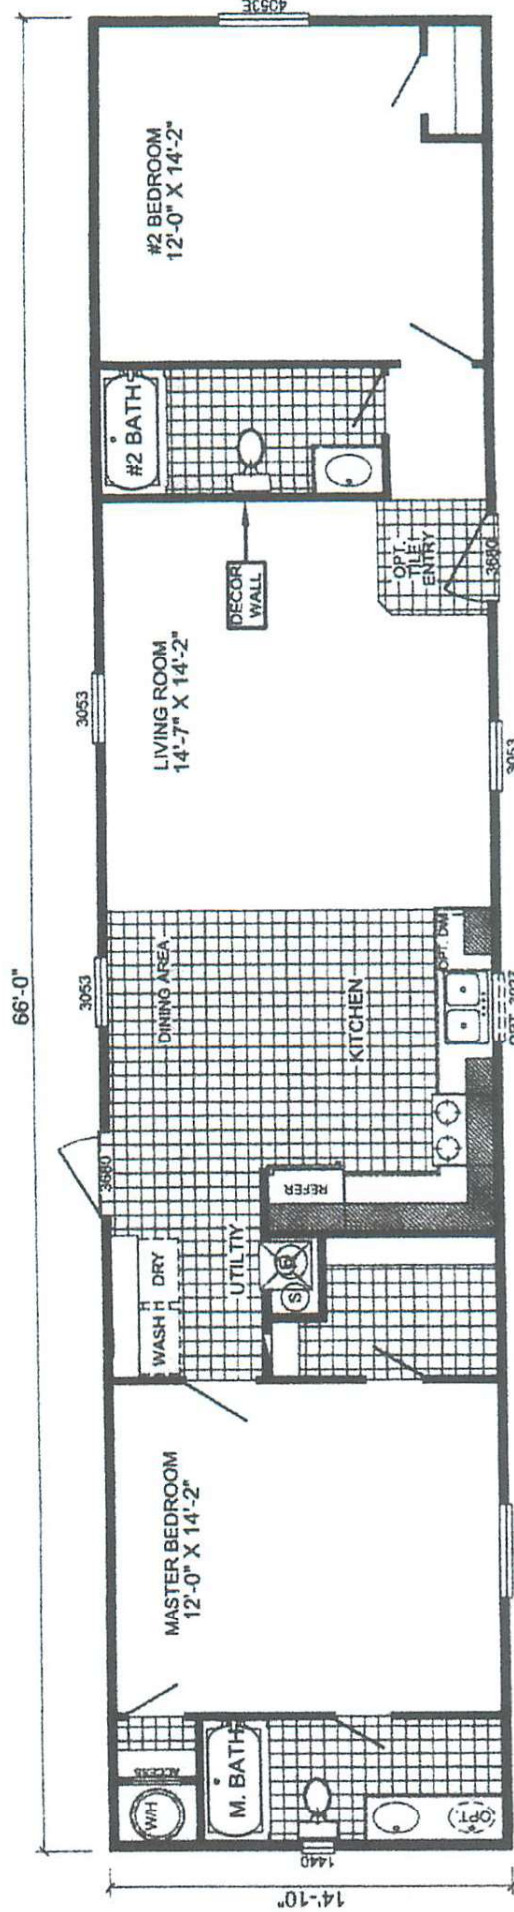 66'-0"
14'-10"
W/H
ACCESS
M. BATH
OPT.
1440
MASTER BEDROOM
12'-0" X 14'-2"
WASH
DRY
UTILTIY
S
3680
REFER
DINING AREA
KITCHEN
3053
OPT. DW
OPT. 3027
LIVING ROOM
14'-7" X 14'-2"
3053
3053
DECOR
WALL
OPT.
TILE
ENTRY
3680
#2 BATH
#2 BEDROOM
12'-0" X 14'-2"
4053E